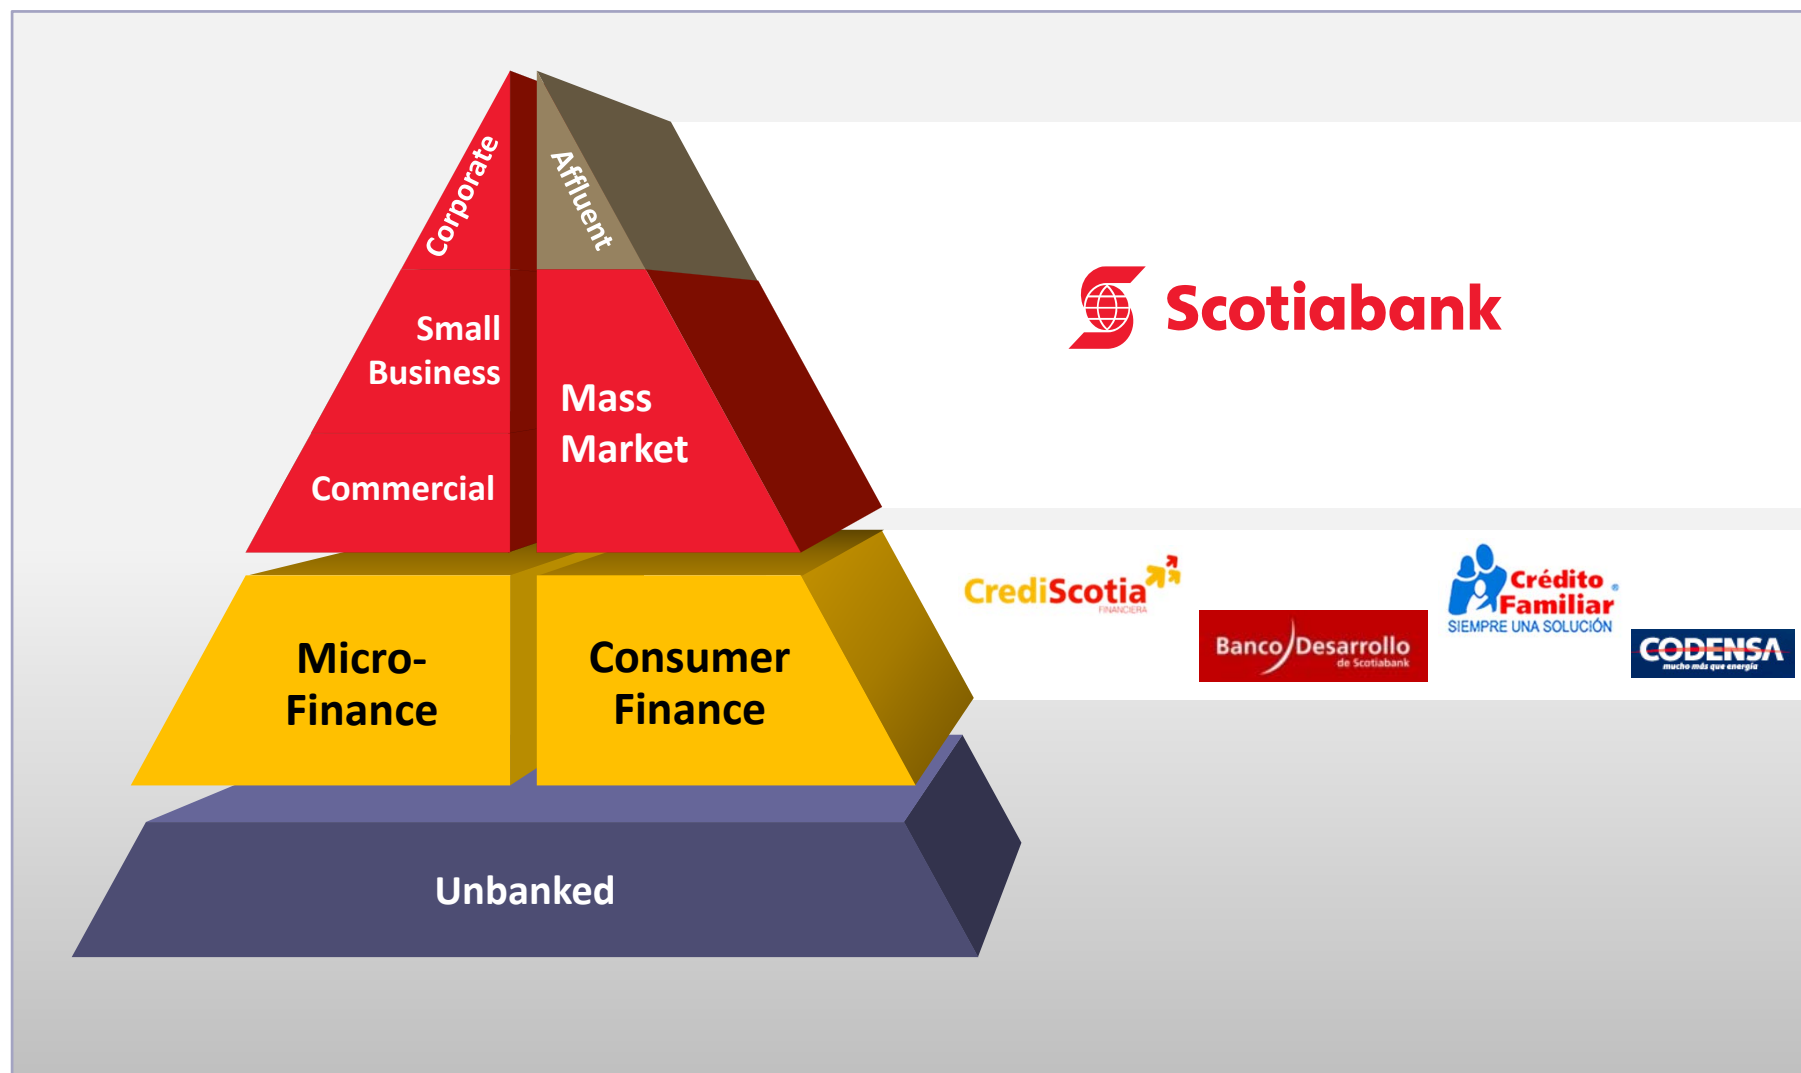 Corporate
Affluent
Small
Business
Mass
Market
Commercial
Scotiabank
Micro-
Finance
Consumer
Finance
CrediScotia
FINANCIERA
Banco Desarrollo
de Scotiabank
Crédito
Familiar
®
SIEMPRE UNA SOLUCIÓN
CODENSA
mucho más que energía
Unbanked